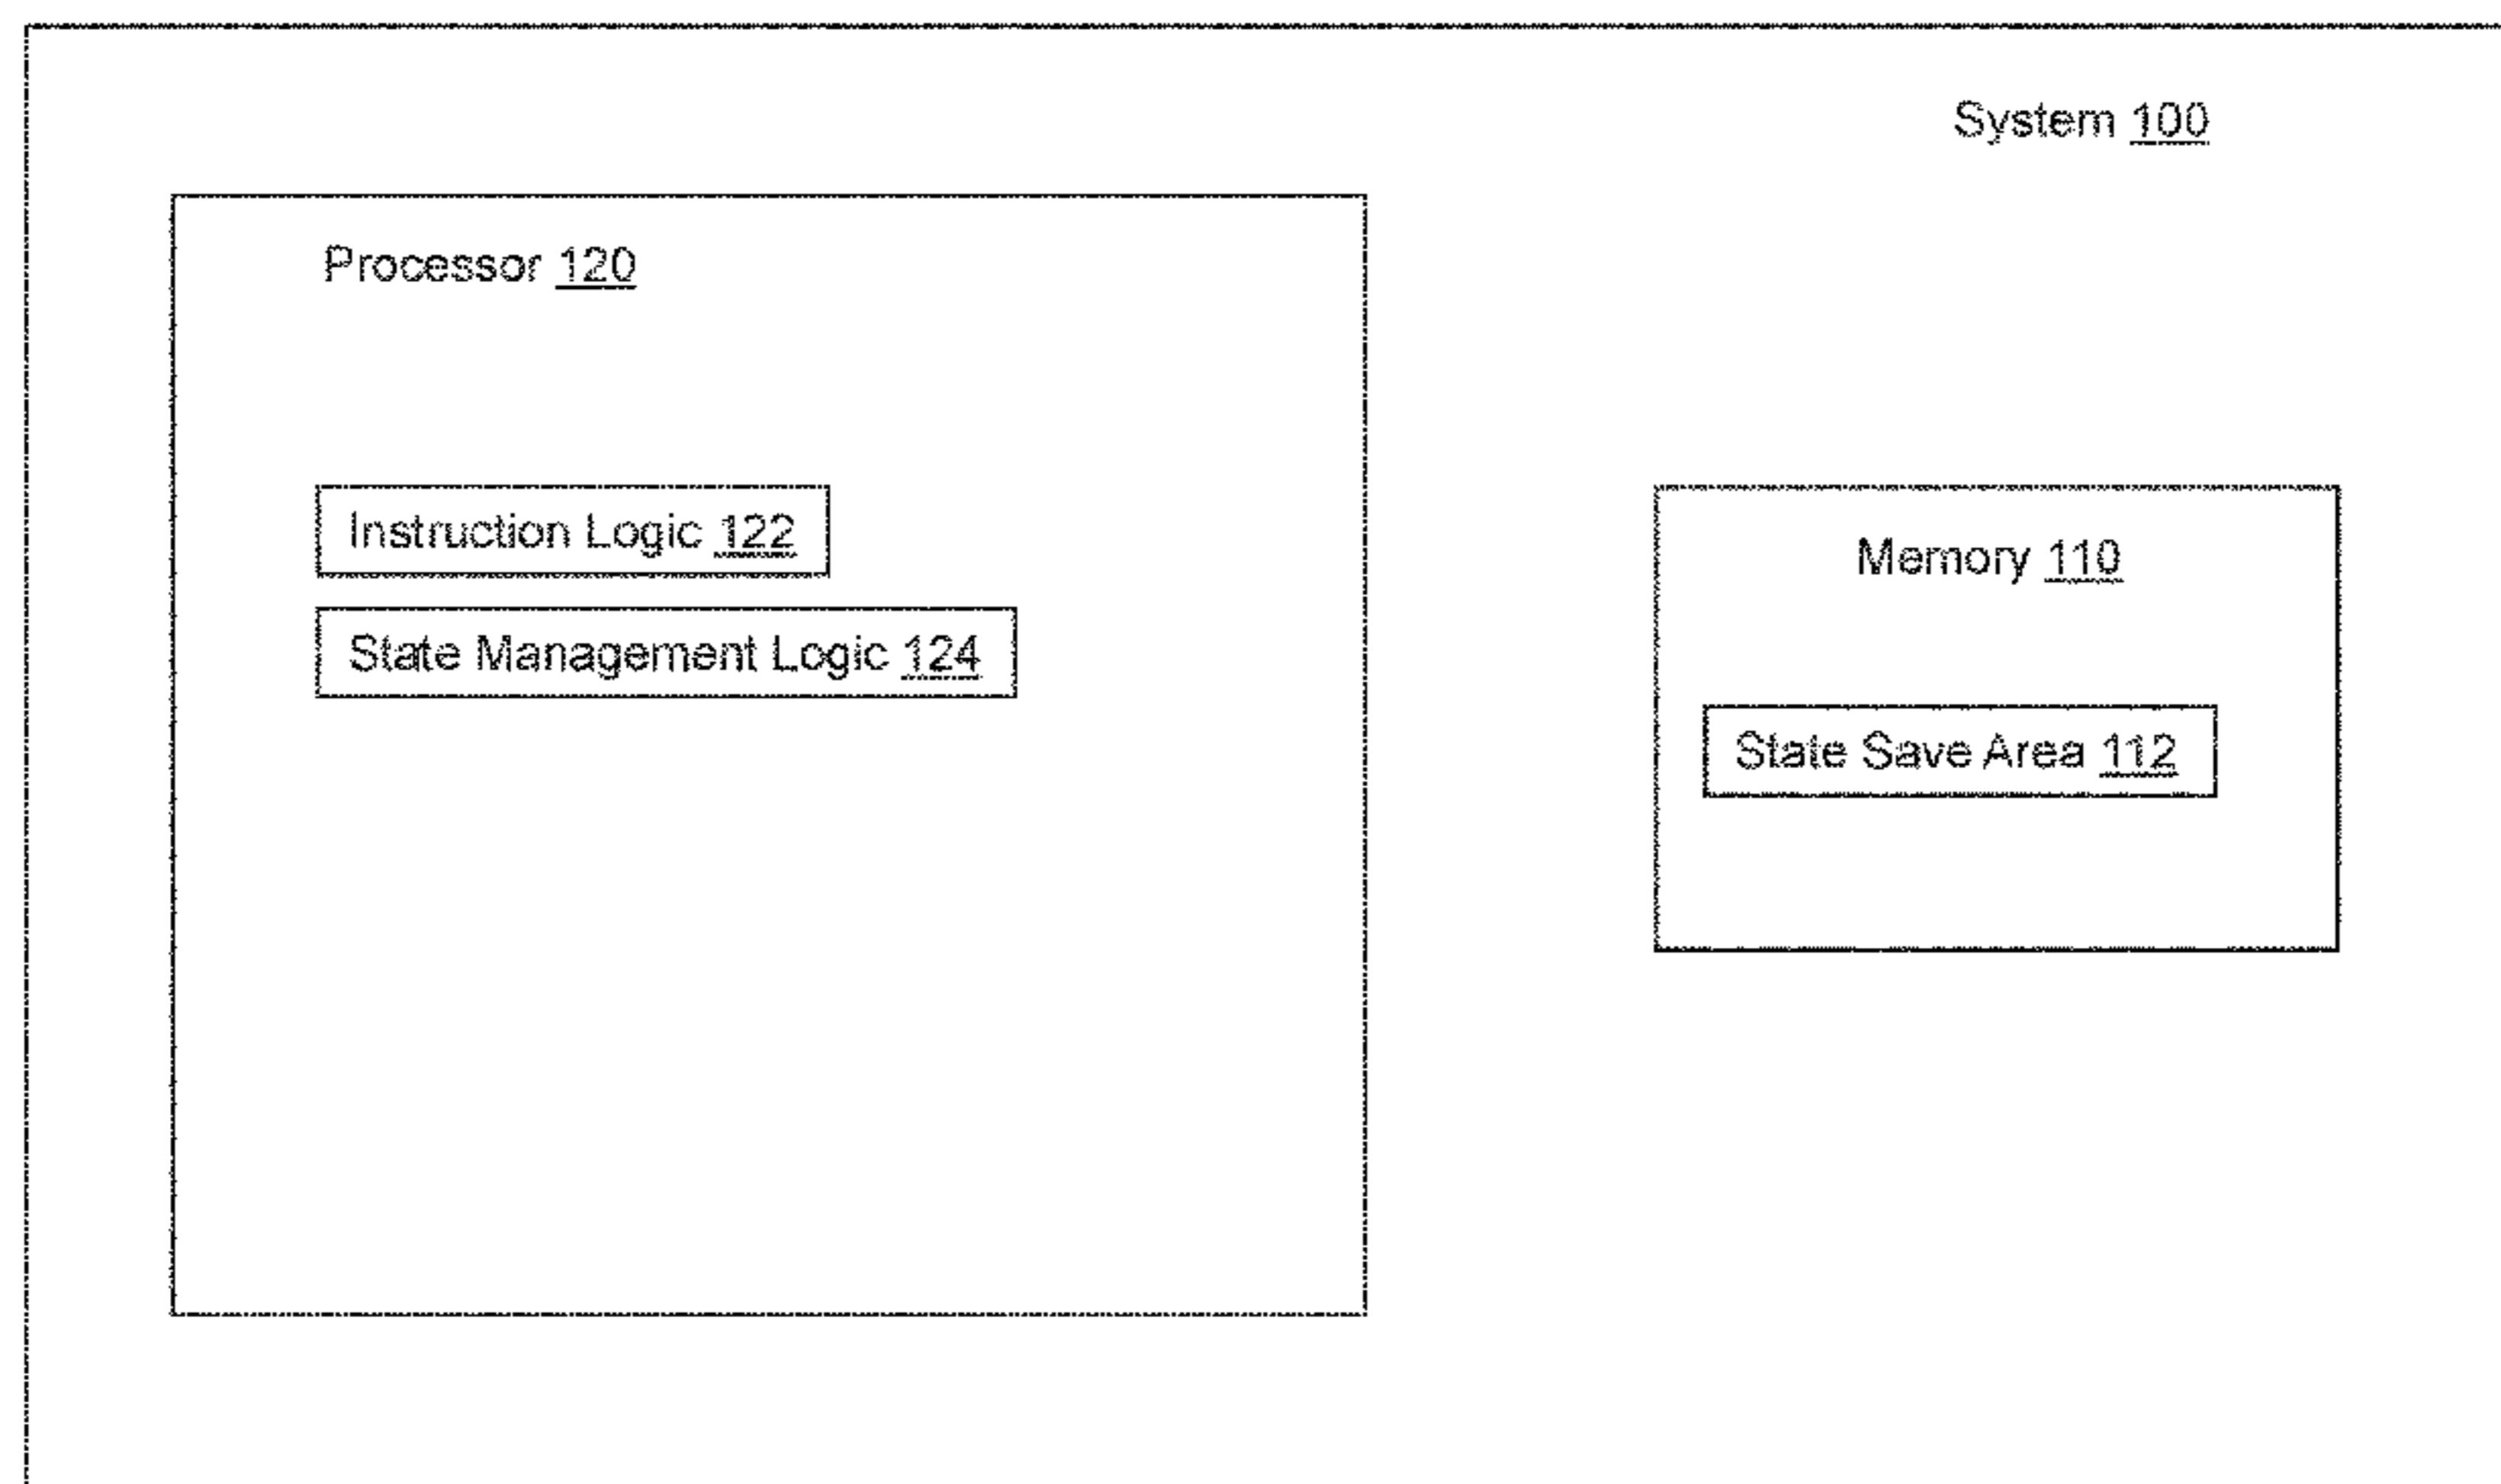 System 100
Processor 120
Instruction Logic 122
State Management Logic 124
Memory 110
State Save Area 112